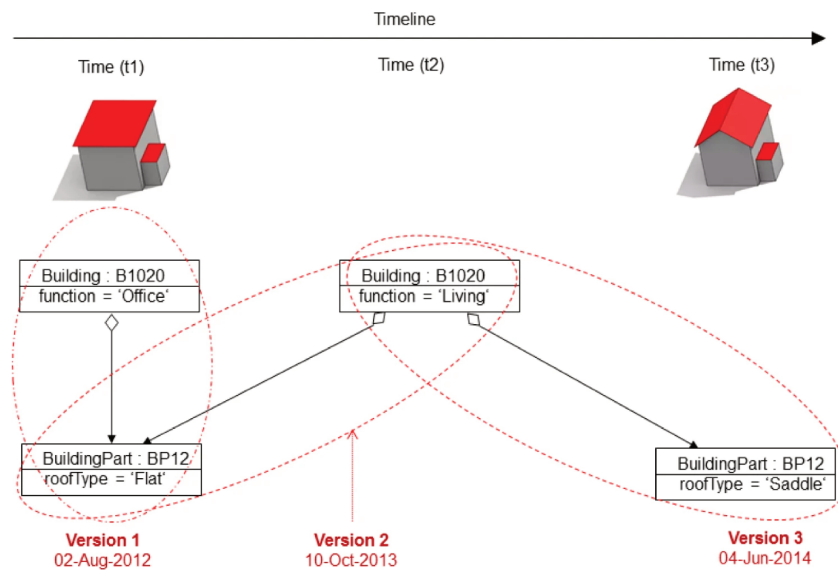 Timeline
Time (t1)
Time (t2)
Time (t3)
Building : B1020
function = ‘Office‘
Building : B1020
function = ‘Living‘
BuildingPart : BP12
roofType = ‘Flat‘
BuildingPart : BP12
roofType = ‘Saddle‘
Version 1
02-Aug-2012
Version 2
10-Oct-2013
Version 3
04-Jun-2014